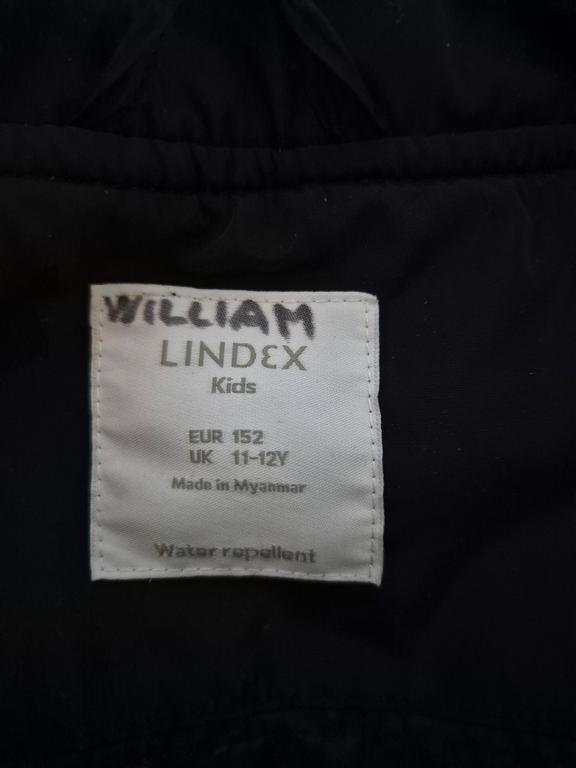 WILLIAM
LINDEX
Kids
EUR 152
UK 11-12Y
Made in Myanmar
Water repellent